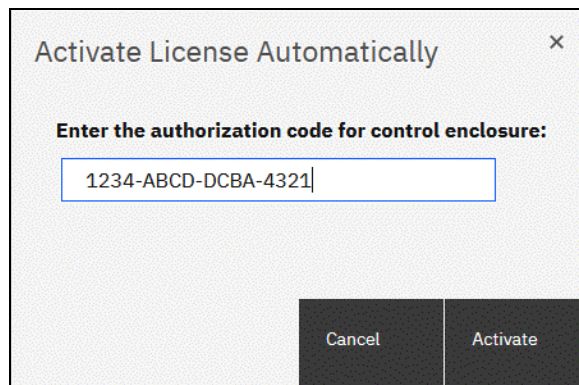 Activate License Automatically
Enter the authorization code for control enclosure:
1234-ABCD-DCBA-4321
Cancel Activate